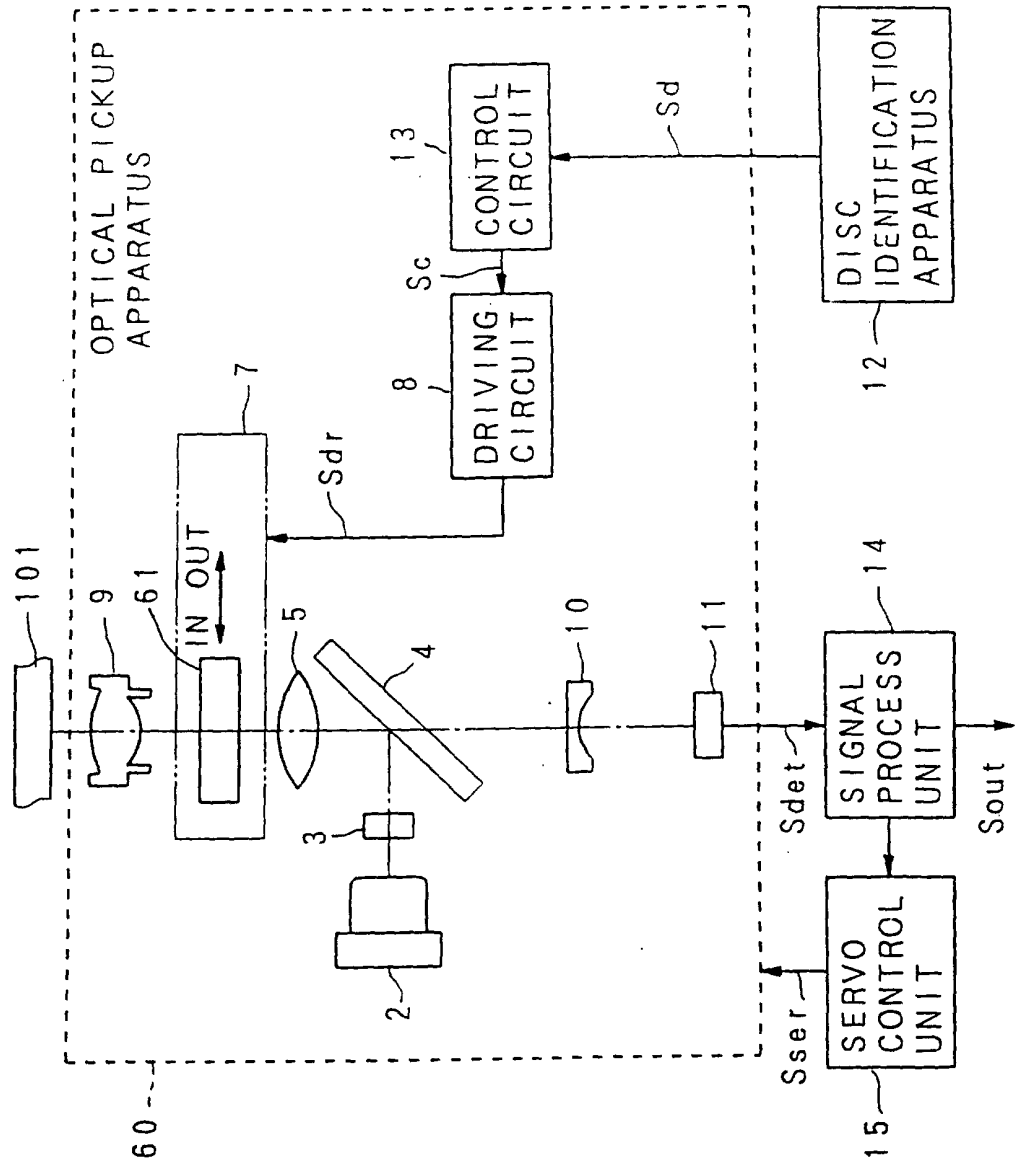 OPTICAL PICKUP
APPARATUS
101
9
61
IN OUT
7
5
4
3
2
10
11
Sdr
8
DRIVING
CIRCUIT
Sc
13
CONTROL
CIRCUIT
Sd
DISC
IDENTIFICATION
APPARATUS
12
Sdet
14
SIGNAL
PROCESS
UNIT
Sout
Sser
SERVO
CONTROL
UNIT
15
60